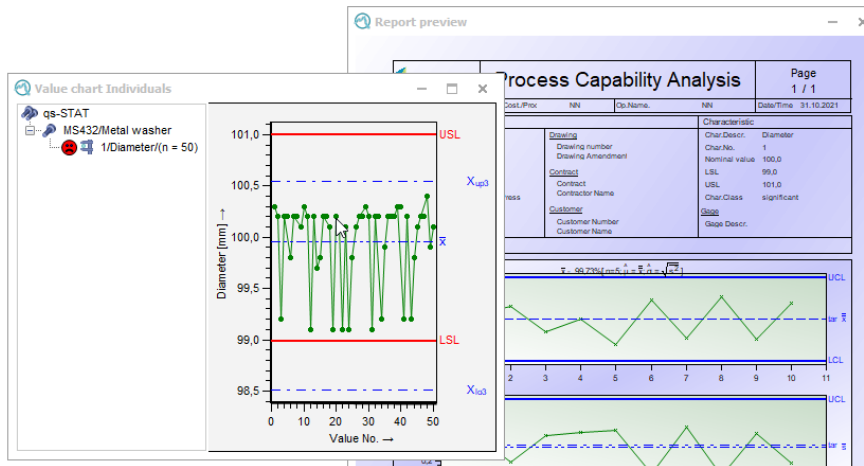 Report preview
Process Capability Analysis
Page
1 / 1
Cost./Prox NN Op.Name. NN Date/Time 31.10.2021
Characteristic
Drawing
Drawing number
Drawing Amendment
Contract
Contract
Contractor Name
Customer
Customer Number
Customer Name
Char.Descr. Diameter
Char.No. 1
Nominal value 100,0
LSL 99,0
USL 101,0
Char.Class significant
Gage
Gage Descr.
UCL
tar x̿
LCL
2 3 4 5 6 7 8 9 10 11
UCL
0,2
Value chart Individuals
qs-STAT
MS432/Metal washer
1/Diameter/(n = 50)
Diameter [mm] →
101,0
100,5
100,0
99,5
99,0
98,5
USL
Xup3
x̅
LSL
Xlo3
0 10 20 30 40 50
Value No. →